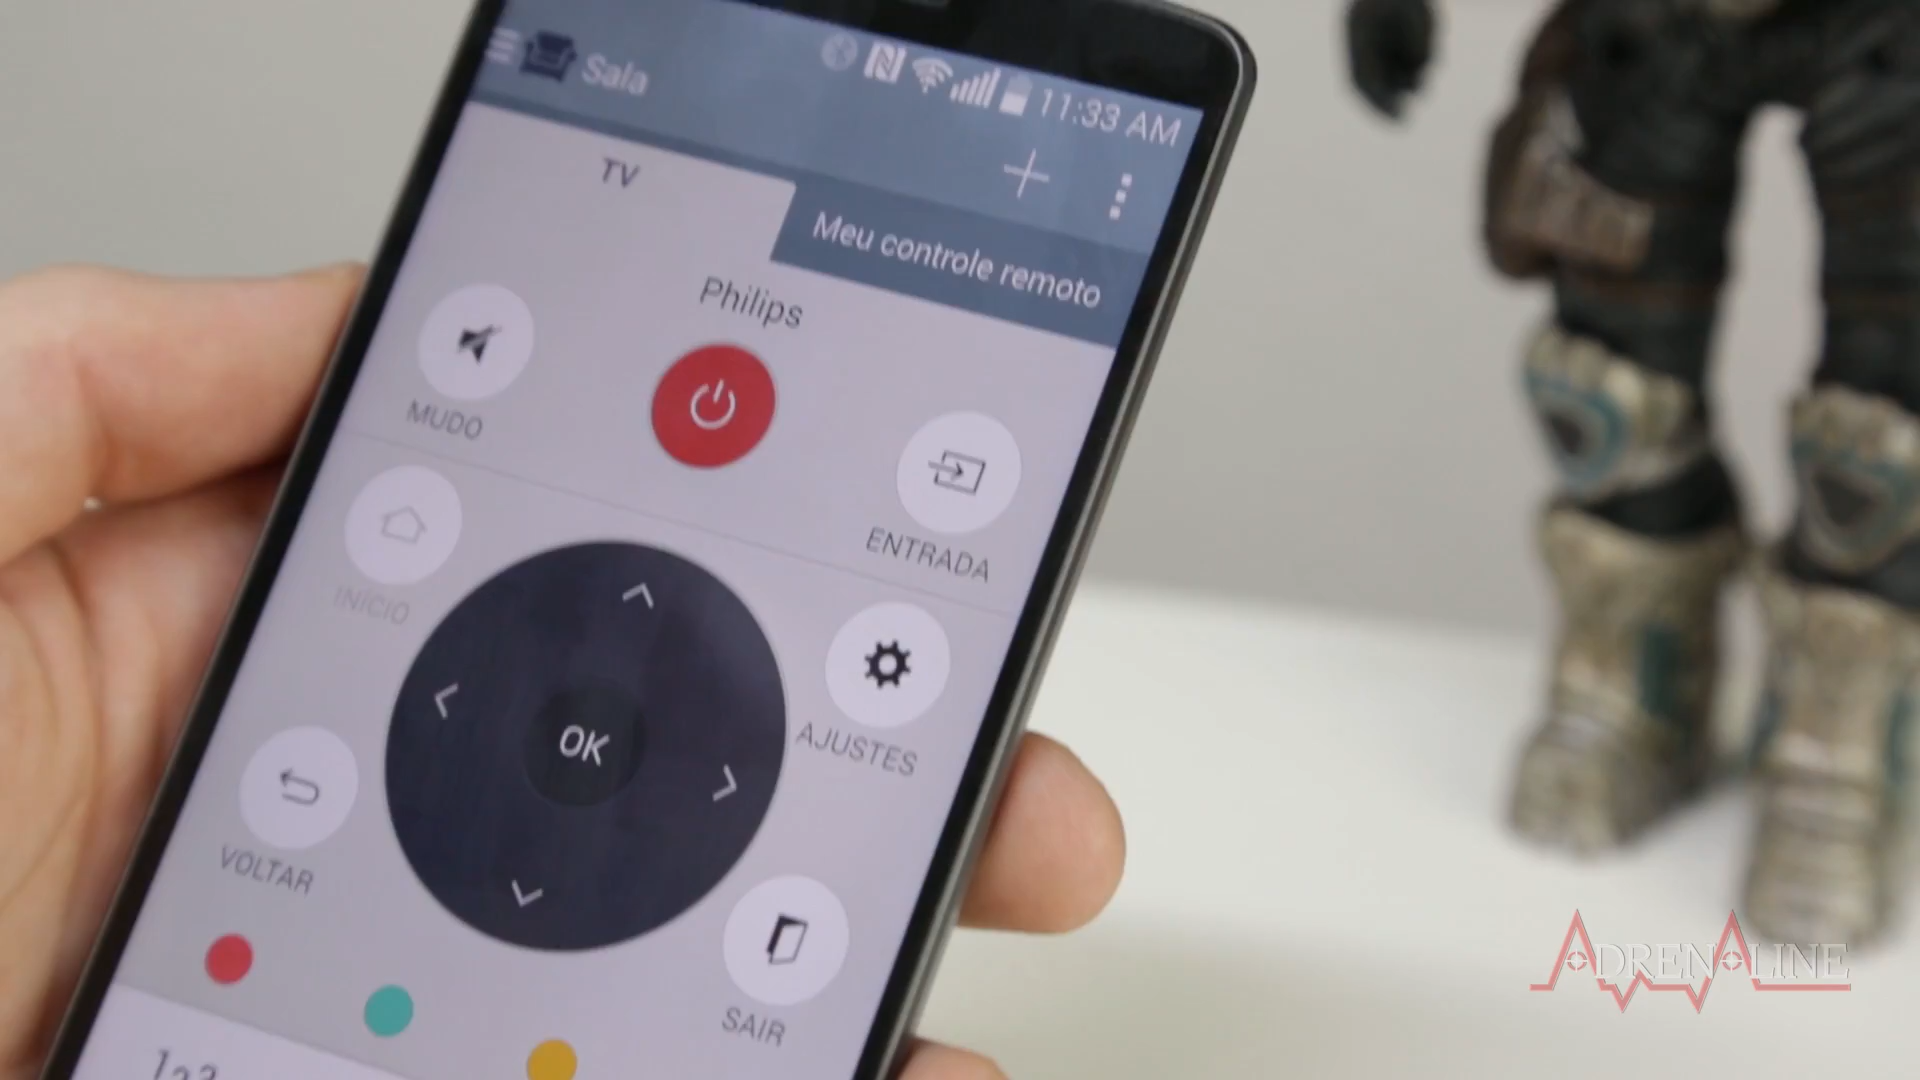 Sala
11:33 AM
TV
Meu controle remoto
Philips
MUDO
ENTRADA
INÍCIO
OK
AJUSTES
VOLTAR
SAIR
ADRENALINE